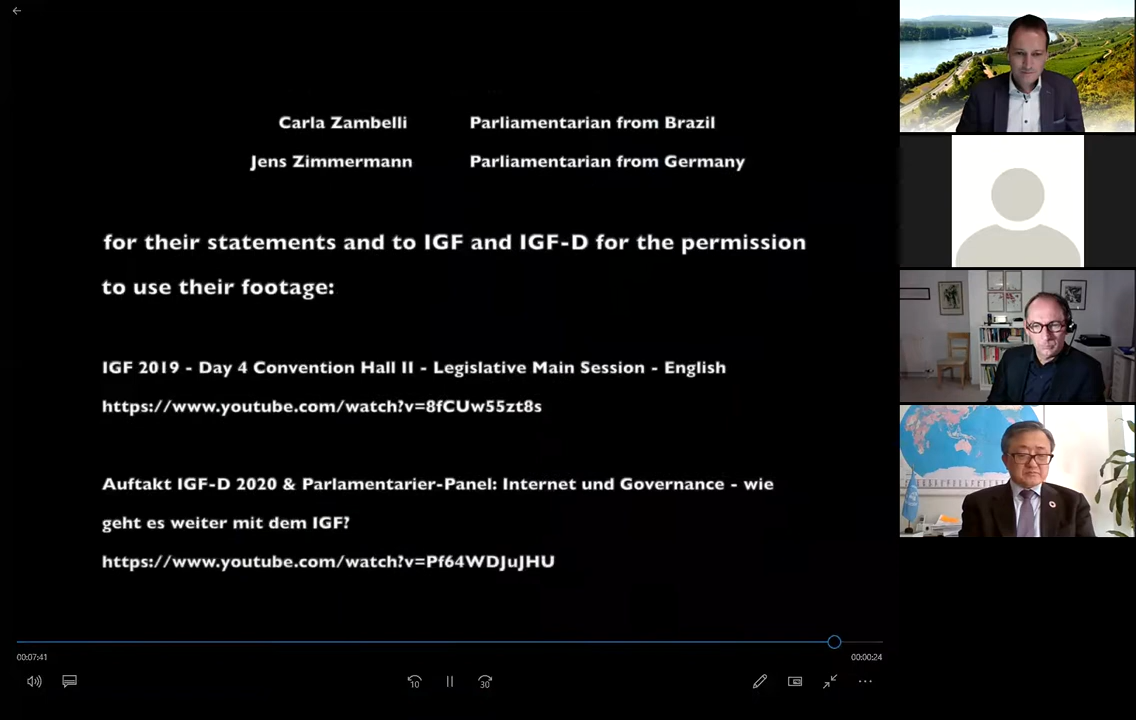 Carla Zambelli Parliamentarian from Brazil
Jens Zimmermann Parliamentarian from Germany
for their statements and to IGF and IGF-D for the permission
to use their footage:
IGF 2019 - Day 4 Convention Hall II - Legislative Main Session - English
https://www.youtube.com/watch?v=8fCUw55zt8s
Auftakt IGF-D 2020 & Parlamentarier-Panel: Internet und Governance - wie
geht es weiter mit dem IGF?
https://www.youtube.com/watch?v=Pf64WDJuJHU
00:07:41 00:00:24
10 30